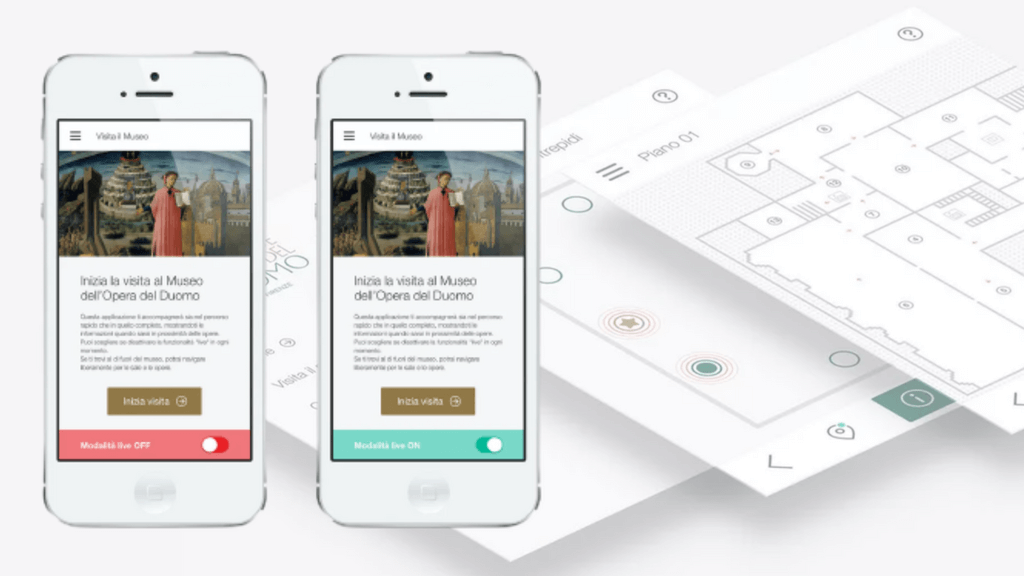 Visita il Museo
Inizia la visita al Museo
dell'Opera del Duomo
Questa applicazione ti accompagnerà sia nel percorso
rapido che in quello completo, mostrandoti le
informazioni quando sarai in prossimità delle opere.
Puoi scegliere se disattivare la funzionalità "live" in ogni
momento.
Se ti trovi al di fuori del museo, potrai navigare
liberamente per le sale e le opere.
Inizia visita
Modalità live OFF
Visita il Museo
Inizia la visita al Museo
dell'Opera del Duomo
Questa applicazione ti accompagnerà sia nel percorso
rapido che in quello completo, mostrandoti le
informazioni quando sarai in prossimità delle opere.
Puoi scegliere se disattivare la funzionalità "live" in ogni
momento.
Se ti trovi al di fuori del museo, potrai navigare
liberamente per le sale e le opere.
Inizia visita
Modalità live ON
DEL
OMO
Visita il
trepidi
?
Piano 01
?